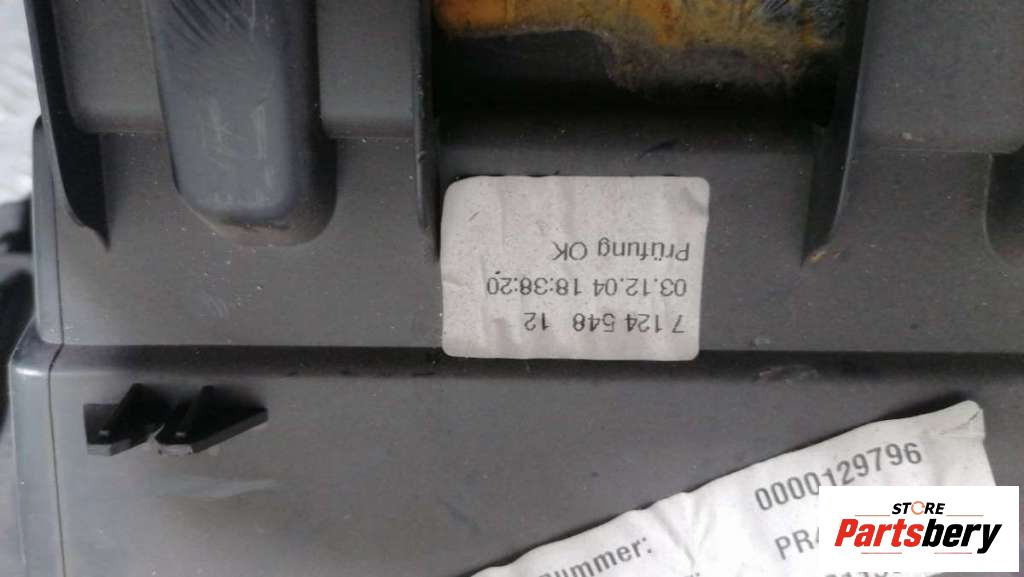 7 124 548 12
03.12.04 18:38:20
Prüfung OK
0000129796
STORE
Partsbery